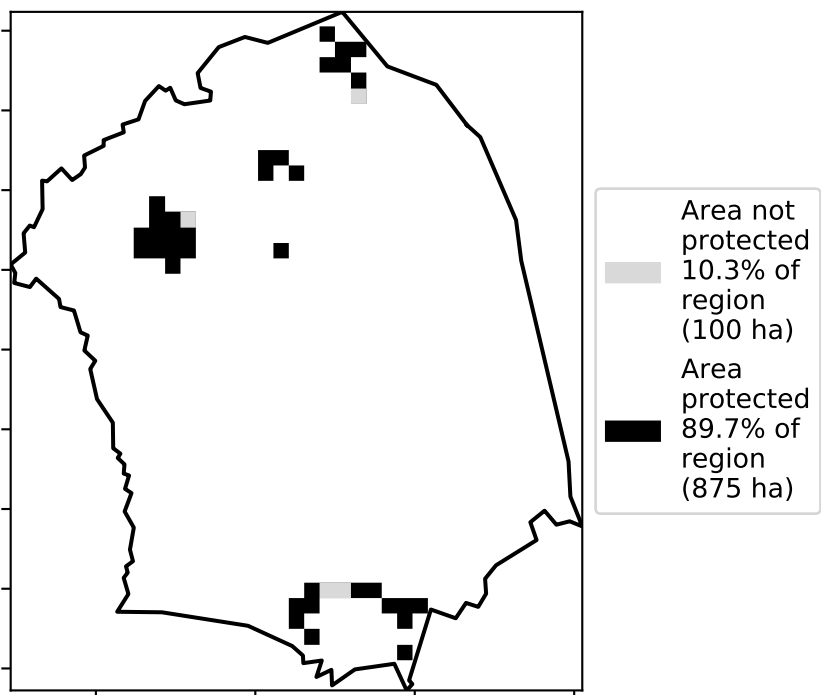 Area not
protected
10.3% of
region
(100 ha)
Area
protected
89.7% of
region
(875 ha)